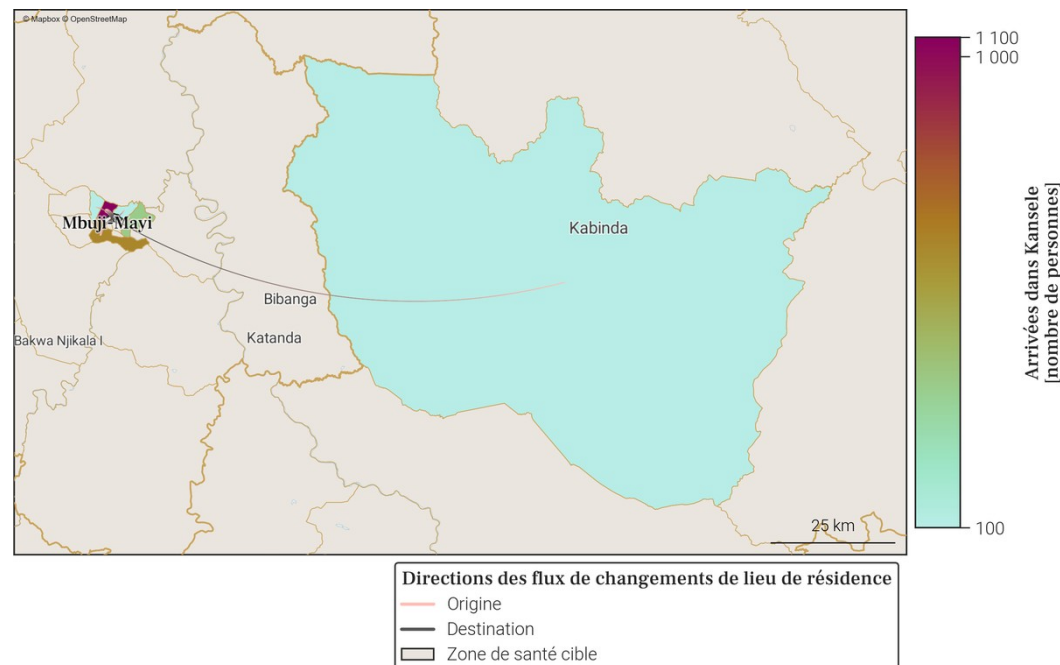 © Mapbox © OpenStreetMap
Mbuji-Mayi
Kabinda
Bibanga
Katanda
Bakwa Njikala I
25 km
1 100
1 000
100
Arrivées dans Kansele
[nombre de personnes]
Directions des flux de changements de lieu de résidence
Origine
Destination
Zone de santé cible